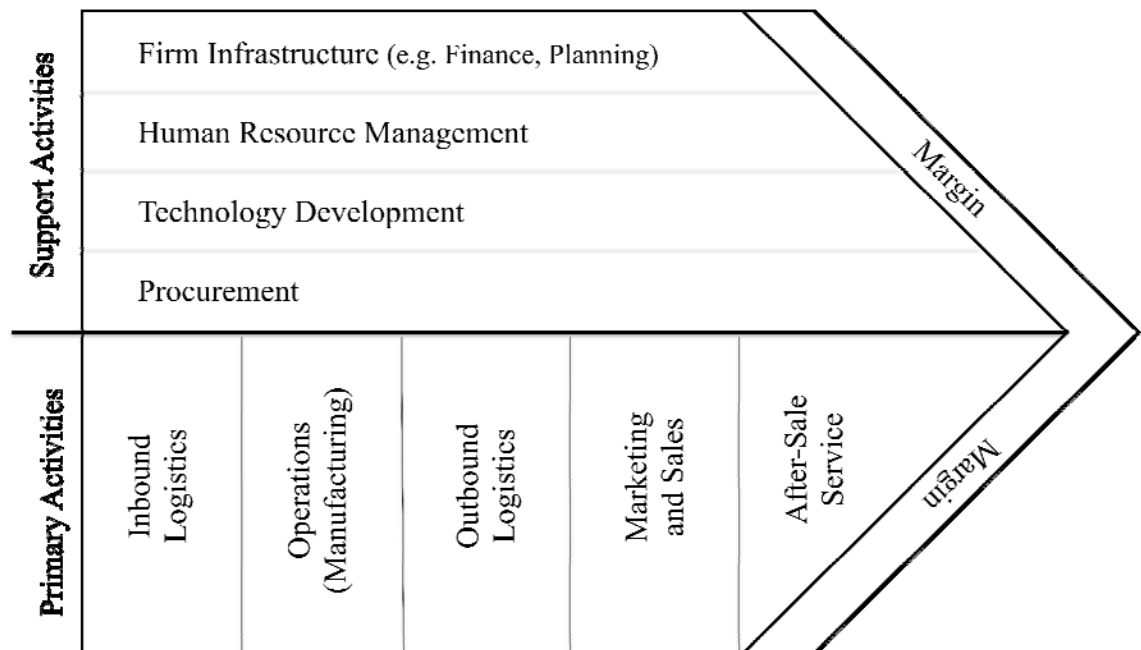 Support Activities
Firm Infrastructure (e.g. Finance, Planning)
Human Resource Management
Technology Development
Procurement
Margin
Primary Activities
Inbound
Logistics
Operations
(Manufacturing)
Outbound
Logistics
Marketing
and Sales
After-Sale
Service
Margin